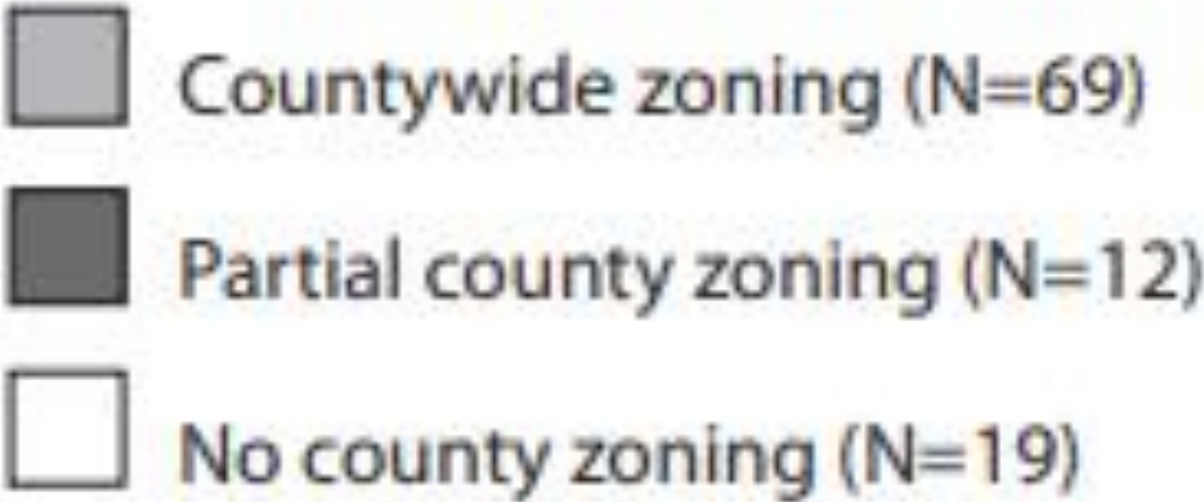 Countywide zoning (N=69)
Partial county zoning (N=12)
No county zoning (N=19)